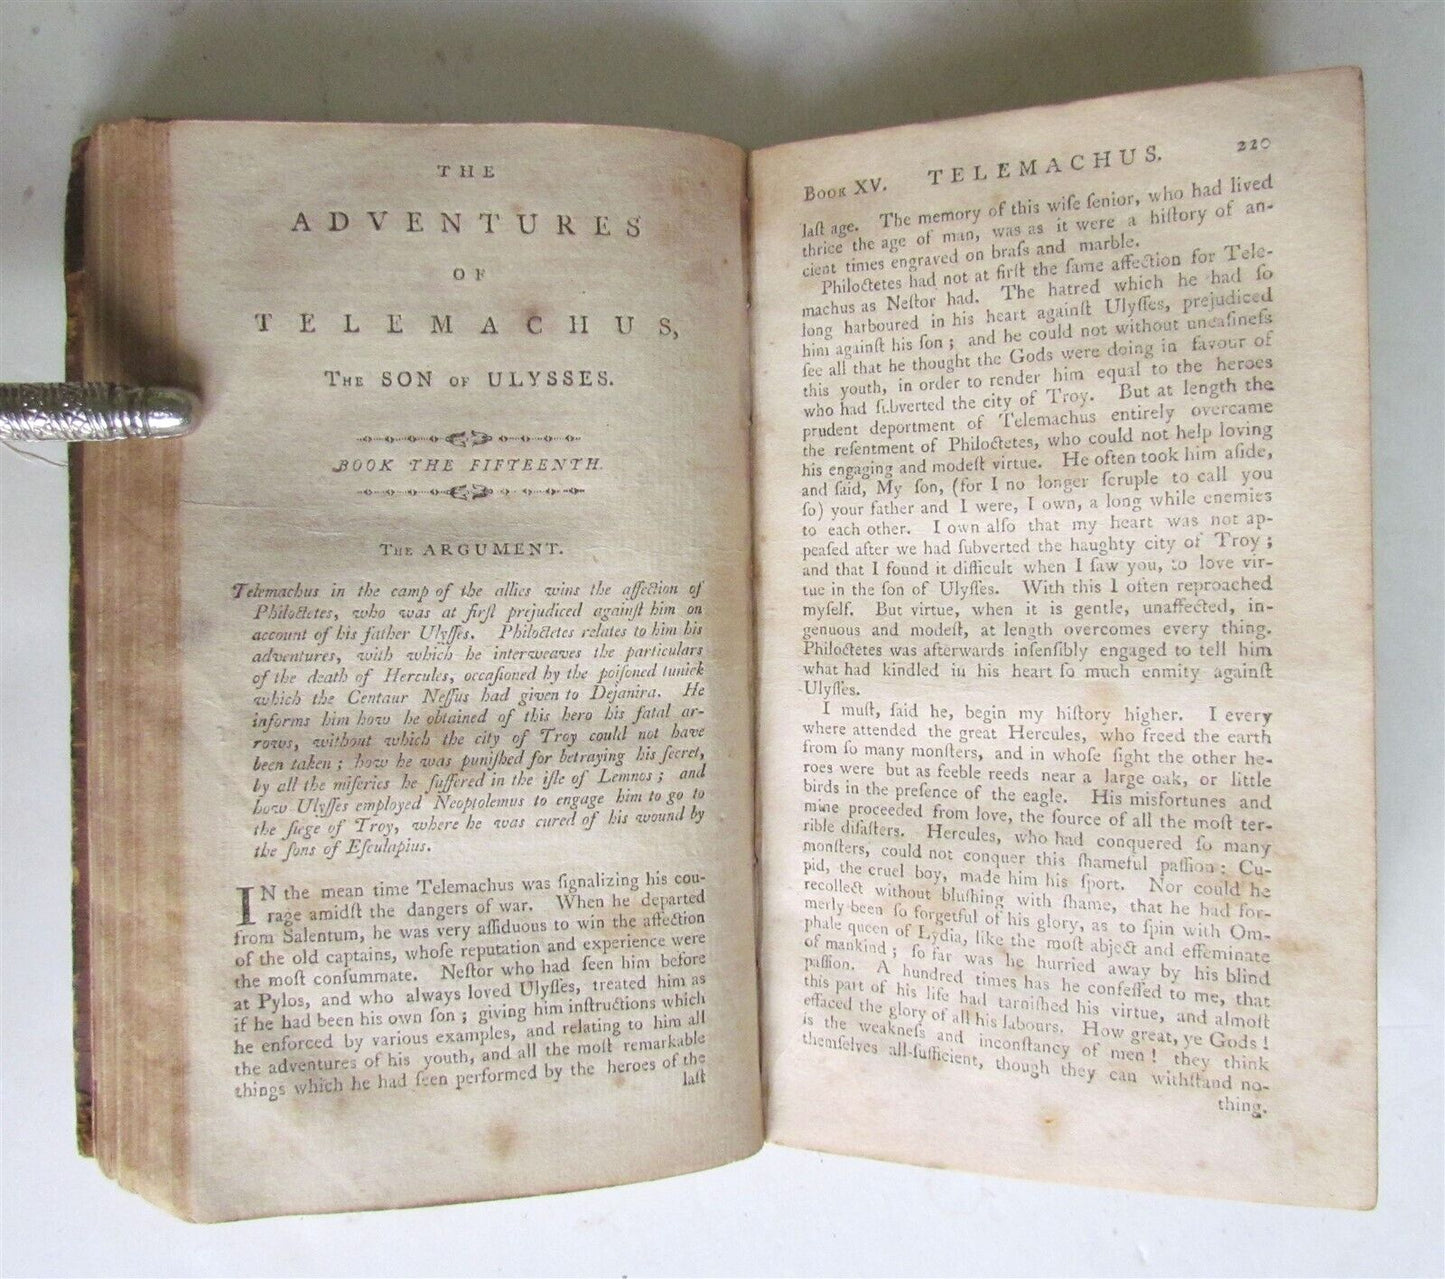 THE
ADVENTURES
OF
TELEMACHUS,
THE SON OF ULYSSES.
BOOK THE FIFTEENTH.
THE ARGUMENT.
Telemachus in the camp of the allies wins the affection of
Philoctetes, who was at firſt prejudiced againſt him on
account of his father Ulyſſes. Philoctetes relates to him his
adventures, with which he interweaves the particulars
of the death of Hercules, occaſioned by the poiſoned tunick
which the Centaur Neſſus had given to Dejanira. He
informs him how he obtained of this hero his fatal ar-
rows, without which the city of Troy could not have
been taken; how he was puniſhed for betraying his ſecret,
by all the miſeries he ſuffered in the iſle of Lemnos; and
how Ulyſſes employed Neoptolemus to engage him to go to
the ſiege of Troy, where he was cured of his wound by
the ſons of Eſculapius.
IN the mean time Telemachus was ſignalizing his cou-
rage amidſt the dangers of war. When he departed
from Salentum, he was very aſſiduous to win the affection
of the old captains, whoſe reputation and experience were
the moſt conſummate. Neſtor who had ſeen him before
at Pylos, and who always loved Ulyſſes, treated him as
if he had been his own ſon; giving him inſtructions which
he enforced by various examples, and relating to him all
the adventures of his youth, and all the moſt remarkable
things which he had ſeen performed by the heroes of the
laſt
BOOK XV. TELEMACHUS. 220
laſt age. The memory of this wiſe ſenior, who had lived
thrice the age of man, was as it were a hiſtory of an-
cient times engraved on braſs and marble.
Philoctetes had not at firſt the ſame affection for Tele-
machus as Neſtor had. The hatred which he had ſo
long harboured in his heart againſt Ulyſſes, prejudiced
him againſt his ſon; and he could not without uneaſineſs
ſee all that he thought the Gods were doing in favour of
this youth, in order to render him equal to the heroes
who had ſubverted the city of Troy. But at length the
prudent deportment of Telemachus entirely overcame
the reſentment of Philoctetes, who could not help loving
his engaging and modeſt virtue. He often took him aſide,
and ſaid, My ſon, (for I no longer ſcruple to call you
ſo) your father and I were, I own, a long while enemies
to each other. I own alſo that my heart was not ap-
peaſed after we had ſubverted the haughty city of Troy;
and that I found it difficult when I ſaw you, to love vir-
tue in the ſon of Ulyſſes. With this I often reproached
myſelf. But virtue, when it is gentle, unaffected, in-
genuous and modeſt, at length overcomes every thing.
Philoctetes was afterwards inſenſibly engaged to tell him
what had kindled in his heart ſo much enmity againſt
Ulyſſes.
I muſt, ſaid he, begin my hiſtory higher. I every
where attended the great Hercules, who freed the earth
from ſo many monſters, and in whoſe ſight the other he-
roes were but as feeble reeds near a large oak, or little
birds in the preſence of the eagle. His misfortunes and
mine proceeded from love, the ſource of all the moſt ter-
rible diſaſters. Hercules, who had conquered ſo many
monſters, could not conquer this ſhameful paſſion: Cu-
pid, the cruel boy, made him his ſport. Nor could he
recollect without bluſhing with ſhame, that he had for-
merly been ſo forgetful of his glory, as to ſpin with Om-
phale queen of Lydia, like the moſt abject and effeminate
of mankind; ſo far was he hurried away by his blind
paſſion. A hundred times has he confeſſed to me, that
this part of his life had tarniſhed his virtue, and almoſt
effaced the glory of all his labours. How great, ye Gods!
is the weakneſs and inconſtancy of men! they think
themſelves all-ſufficient, though they can withſtand no-
thing.